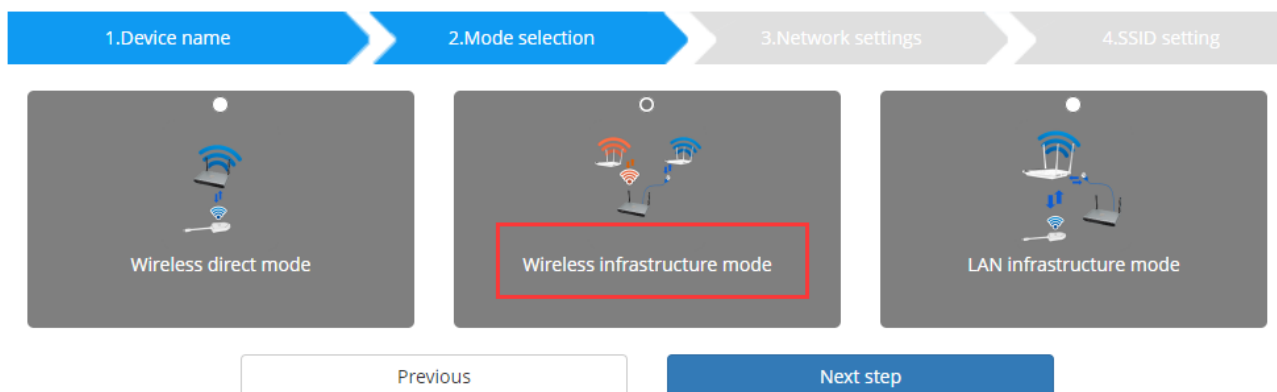 1.Device name
2.Mode selection
3.Network settings
4.SSID setting
Wireless direct mode
Wireless infrastructure mode
LAN infrastructure mode
Previous
Next step